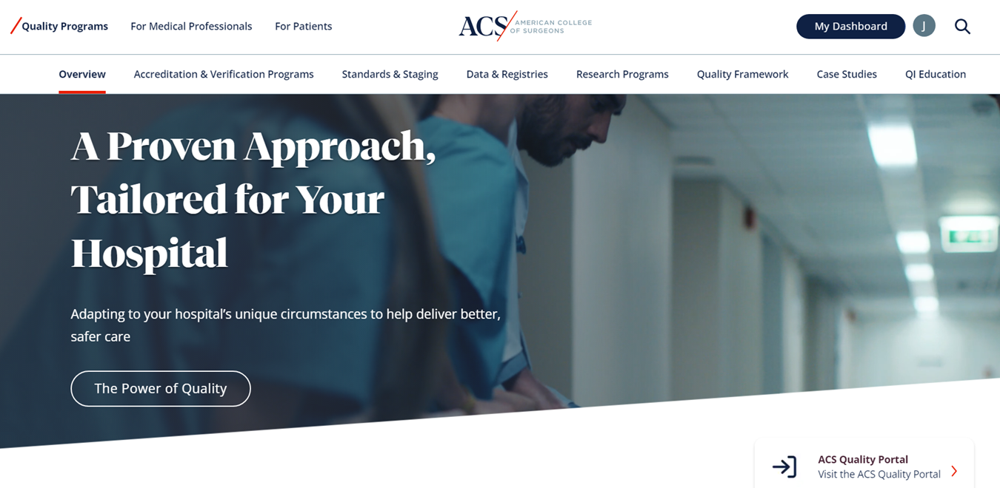 Quality Programs
For Medical Professionals
For Patients
ACS
AMERICAN COLLEGE
OF SURGEONS
My Dashboard
J
Overview
Accreditation & Verification Programs
Standards & Staging
Data & Registries
Research Programs
Quality Framework
Case Studies
QI Education
A Proven Approach,
Tailored for Your
Hospital
Adapting to your hospital’s unique circumstances to help deliver better,
safer care
The Power of Quality
ACS Quality Portal
Visit the ACS Quality Portal